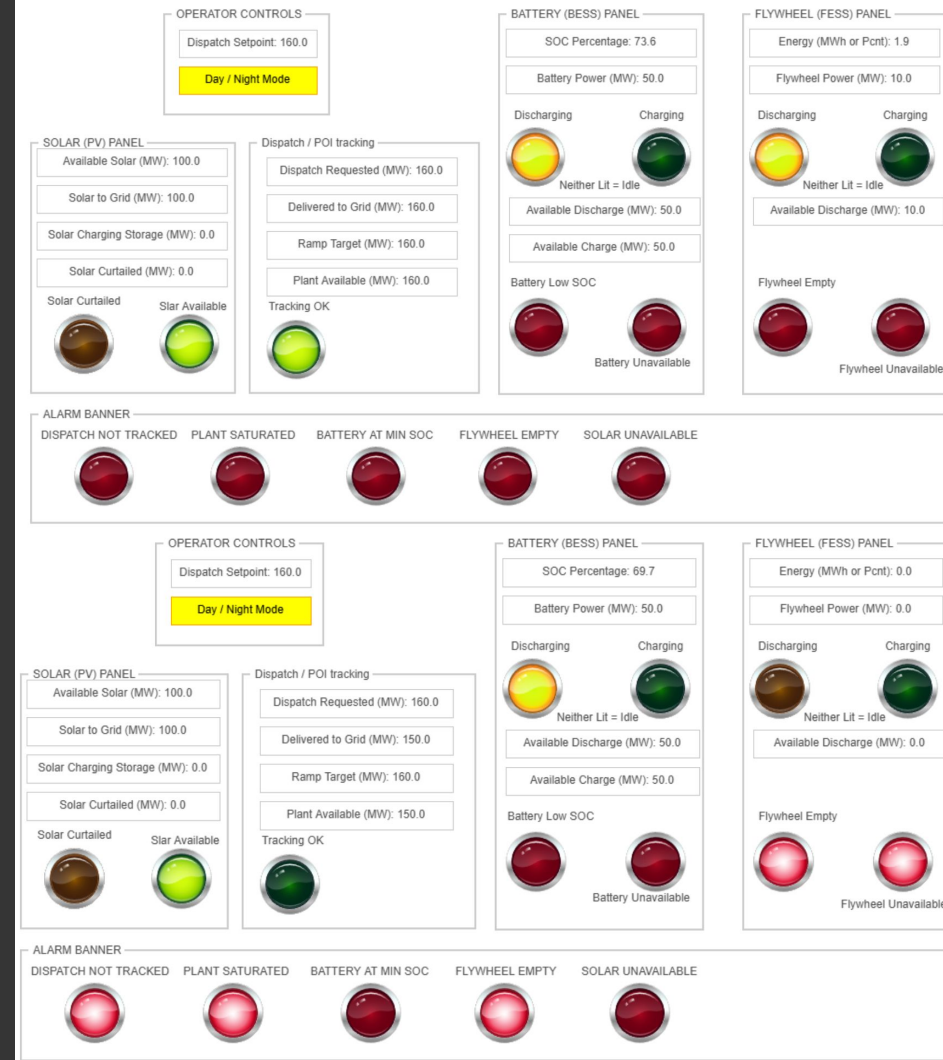 OPERATOR CONTROLS
Dispatch Setpoint: 160.0
Day / Night Mode
SOLAR (PV) PANEL
Available Solar (MW): 100.0
Solar to Grid (MW): 100.0
Solar Charging Storage (MW): 0.0
Solar Curtailed (MW): 0.0
Solar Curtailed
Slar Available
Dispatch / POI tracking
Dispatch Requested (MW): 160.0
Delivered to Grid (MW): 160.0
Ramp Target (MW): 160.0
Plant Available (MW): 160.0
Tracking OK
BATTERY (BESS) PANEL
SOC Percentage: 73.6
Battery Power (MW): 50.0
Discharging
Charging
Neither Lit = Idle
Available Discharge (MW): 50.0
Available Charge (MW): 50.0
Battery Low SOC
Battery Unavailable
FLYWHEEL (FESS) PANEL
Energy (MWh or Pcnt): 1.9
Flywheel Power (MW): 10.0
Discharging
Charging
Neither Lit = Idle
Available Discharge (MW): 10.0
Flywheel Empty
Flywheel Unavailable
ALARM BANNER
DISPATCH NOT TRACKED
PLANT SATURATED
BATTERY AT MIN SOC
FLYWHEEL EMPTY
SOLAR UNAVAILABLE
OPERATOR CONTROLS
Dispatch Setpoint: 160.0
Day / Night Mode
SOLAR (PV) PANEL
Available Solar (MW): 100.0
Solar to Grid (MW): 100.0
Solar Charging Storage (MW): 0.0
Solar Curtailed (MW): 0.0
Solar Curtailed
Slar Available
Dispatch / POI tracking
Dispatch Requested (MW): 160.0
Delivered to Grid (MW): 150.0
Ramp Target (MW): 160.0
Plant Available (MW): 150.0
Tracking OK
BATTERY (BESS) PANEL
SOC Percentage: 69.7
Battery Power (MW): 50.0
Discharging
Charging
Neither Lit = Idle
Available Discharge (MW): 50.0
Available Charge (MW): 50.0
Battery Low SOC
Battery Unavailable
FLYWHEEL (FESS) PANEL
Energy (MWh or Pcnt): 0.0
Flywheel Power (MW): 0.0
Discharging
Charging
Neither Lit = Idle
Available Discharge (MW): 0.0
Flywheel Empty
Flywheel Unavailable
ALARM BANNER
DISPATCH NOT TRACKED
PLANT SATURATED
BATTERY AT MIN SOC
FLYWHEEL EMPTY
SOLAR UNAVAILABLE